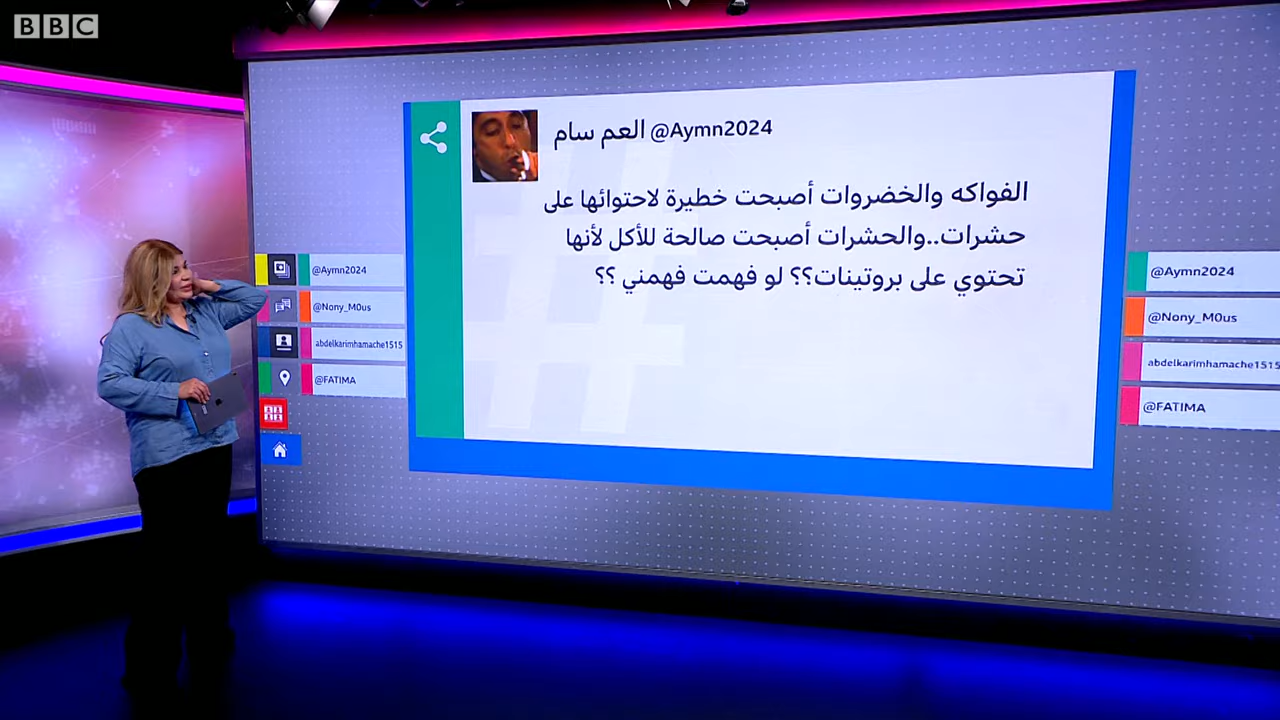 BBC
العم سام @Aymn2024
الفواكه والخضروات أصبحت خطيرة لاحتوائها على
حشرات..والحشرات أصبحت صالحة للأكل لأنها
تحتوي على بروتينات؟؟ لو فهمت فهمني ؟؟
@Aymn2024
@Nony_M0us
abdelkarimhamache1515
@FATIMA
@Aymn2024
@Nony_M0us
abdelkarimhamache1515
@FATIMA